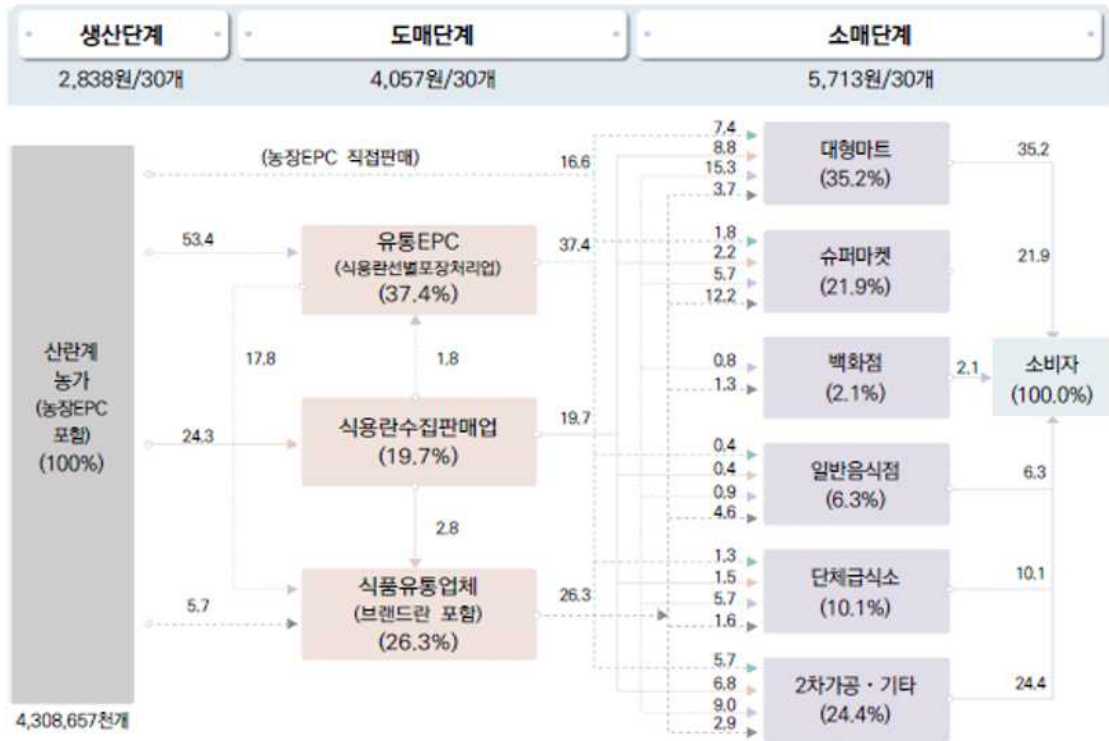 생산단계
도매단계
소매단계
2,838원/30개
4,057원/30개
5,713원/30개
산란계
농가
(농장EPC
포함)
(100%)
4,308,657천개
(농장EPC 직접판매)
16.6
53.4
유통EPC
(식용란선별포장처리업)
(37.4%)
37.4
17.8
1.8
24.3
식용란수집판매업
(19.7%)
19.7
2.8
5.7
식품유통업체
(브랜드란 포함)
(26.3%)
26.3
7.4
8.8
15.3
3.7
대형마트
(35.2%)
35.2
1.8
2.2
5.7
12.2
슈퍼마켓
(21.9%)
21.9
0.8
1.3
백화점
(2.1%)
2.1
소비자
(100.0%)
0.4
0.4
0.9
4.6
일반음식점
(6.3%)
6.3
1.3
1.5
5.7
1.6
단체급식소
(10.1%)
10.1
5.7
6.8
9.0
2.9
2차가공・기타
(24.4%)
24.4